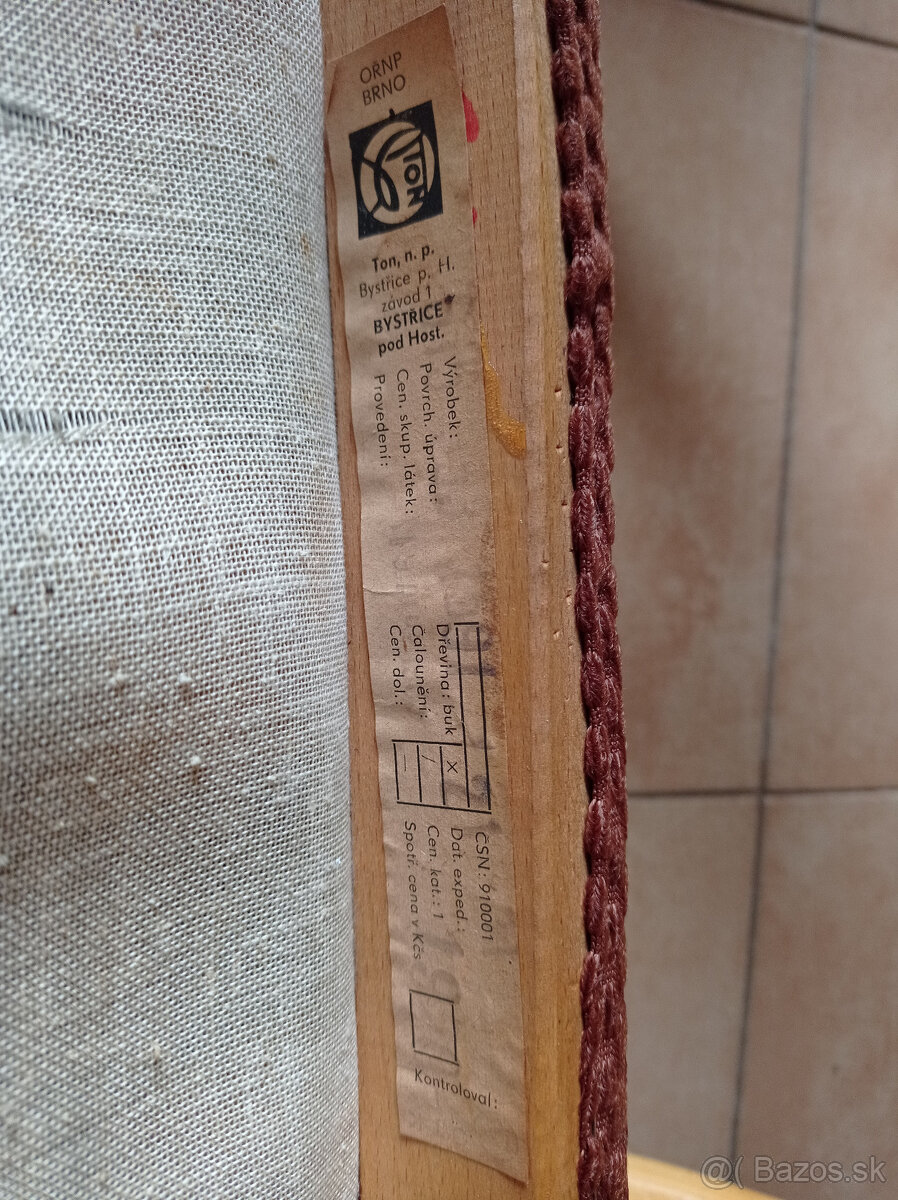 OŘNP
BRNO
TON
Ton, n. p.
Bystřice p. H.
závod 1
BYSTŘICE
pod Host.
Výrobek:
Povrch. úprava:
Cen. skup. látek:
Provedení:
Dřevina: buk X
Čalounění: /
Cen. dol.: —
ČSN: 910001
Dat. exped.:
Cen. kat.: 1
Spotř. cena v Kčs
Kontroloval:
@( Bazos.sk